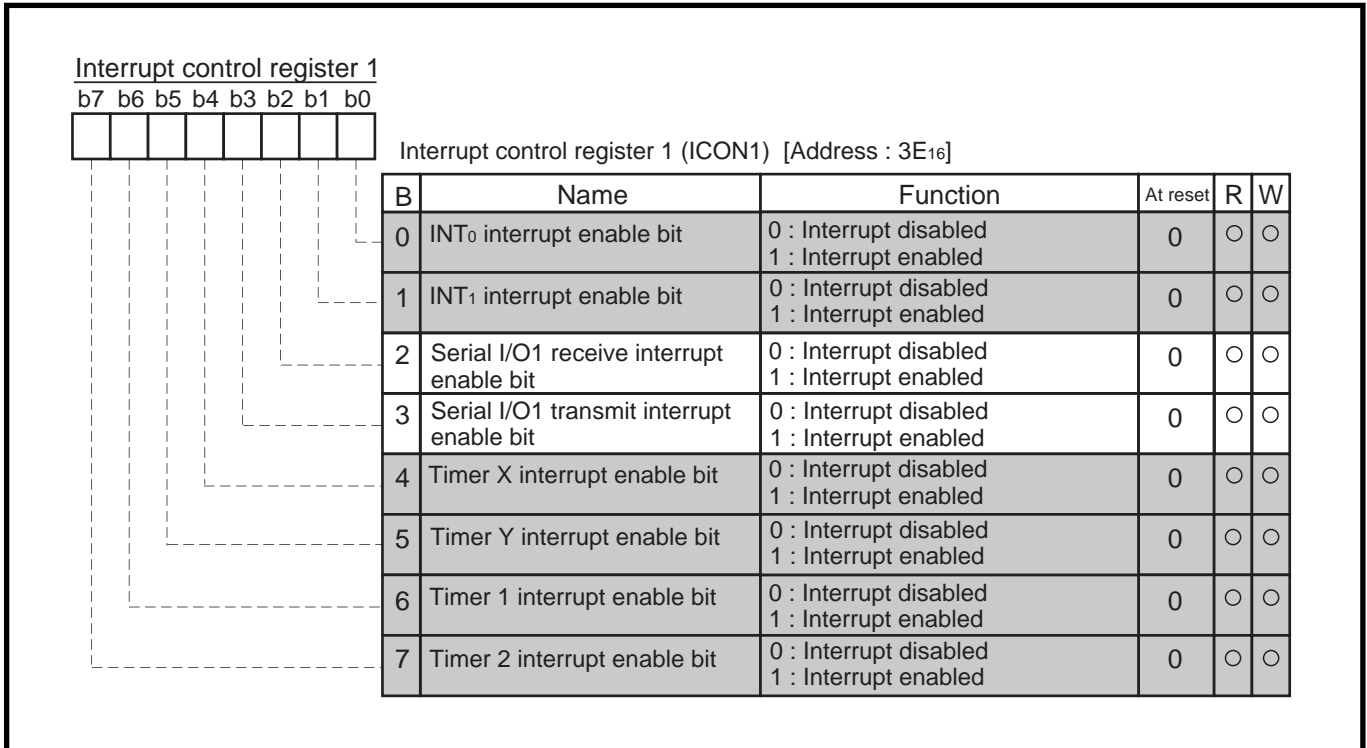 Interrupt control register 1
b7 b6 b5 b4 b3 b2 b1 b0
Interrupt control register 1 (ICON1) [Address : 3E16]
B Name Function At reset R W
0 INT0 interrupt enable bit 0 : Interrupt disabled 0 ○ ○
1 : Interrupt enabled
1 INT1 interrupt enable bit 0 : Interrupt disabled 0 ○ ○
1 : Interrupt enabled
2 Serial I/O1 receive interrupt 0 : Interrupt disabled 0 ○ ○
enable bit 1 : Interrupt enabled
3 Serial I/O1 transmit interrupt 0 : Interrupt disabled 0 ○ ○
enable bit 1 : Interrupt enabled
4 Timer X interrupt enable bit 0 : Interrupt disabled 0 ○ ○
1 : Interrupt enabled
5 Timer Y interrupt enable bit 0 : Interrupt disabled 0 ○ ○
1 : Interrupt enabled
6 Timer 1 interrupt enable bit 0 : Interrupt disabled 0 ○ ○
1 : Interrupt enabled
7 Timer 2 interrupt enable bit 0 : Interrupt disabled 0 ○ ○
1 : Interrupt enabled